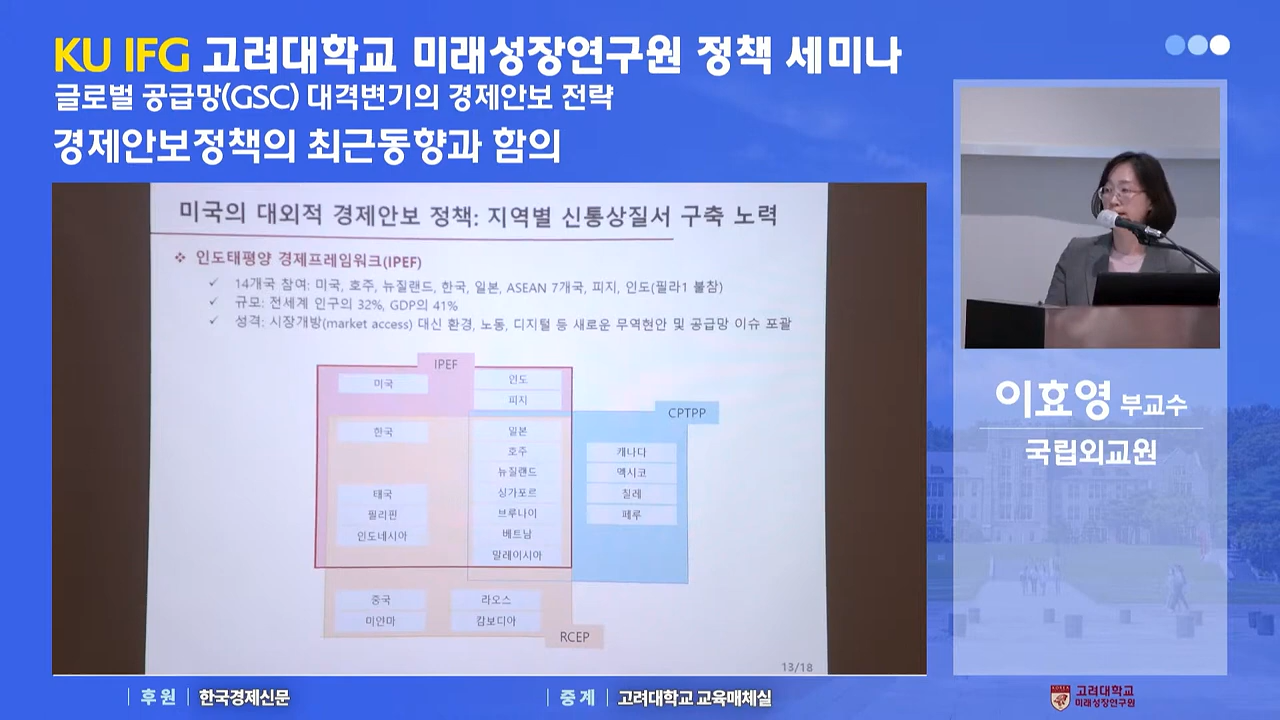 KU IFG 고려대학교 미래성장연구원 정책 세미나
글로벌 공급망(GSC) 대격변기의 경제안보 전략
경제안보정책의 최근동향과 함의
미국의 대외적 경제안보 정책: 지역별 신통상질서 구축 노력
❖ 인도태평양 경제프레임워크(IPEF)
✓ 14개국 참여: 미국, 호주, 뉴질랜드, 한국, 일본, ASEAN 7개국, 피지, 인도(필라1 불참)
✓ 규모: 전세계 인구의 32%, GDP의 41%
✓ 성격: 시장개방(market access) 대신 환경, 노동, 디지털 등 새로운 무역현안 및 공급망 이슈 포괄
IPEF
미국
인도
피지
CPTPP
한국
일본
호주
뉴질랜드
태국
싱가포르
필리핀
브루나이
인도네시아
베트남
말레이시아
캐나다
멕시코
칠레
페루
중국
라오스
미얀마
캄보디아
RCEP
13/18
이효영 부교수
국립외교원
후원 한국경제신문
중계 고려대학교 교육매체실
고려대학교
미래성장연구원